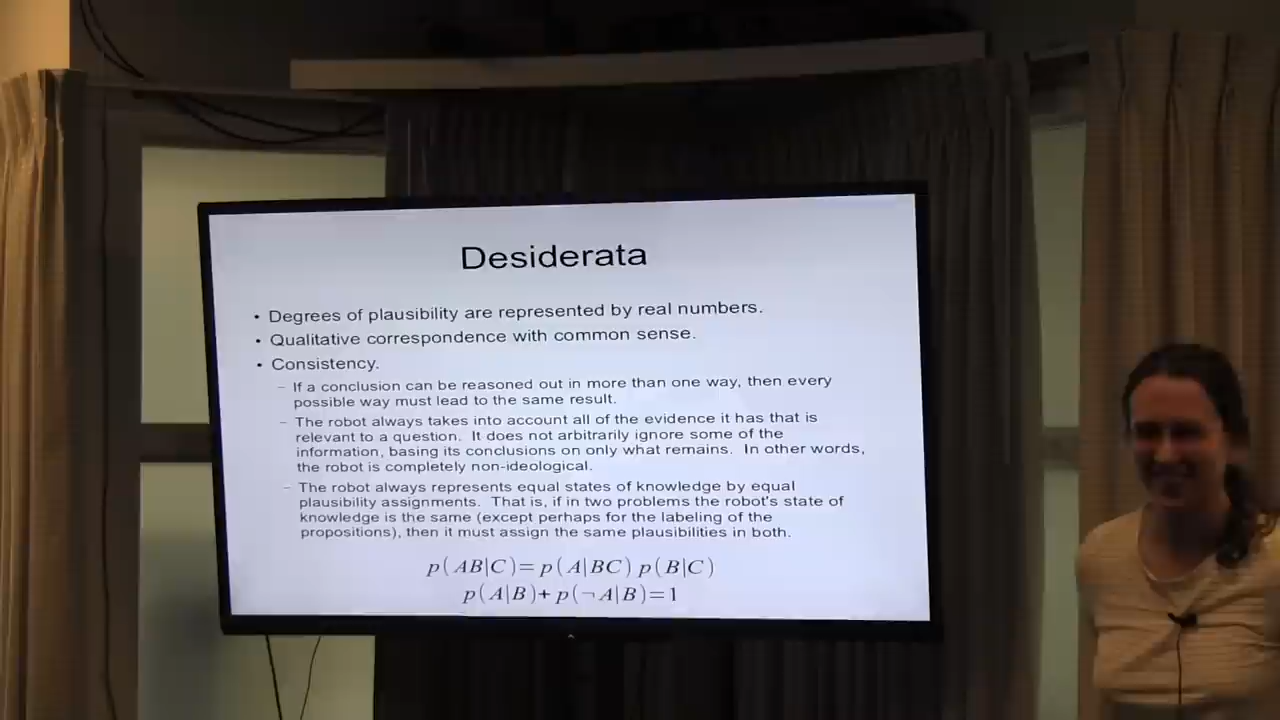 Desiderata
• Degrees of plausibility are represented by real numbers.
• Qualitative correspondence with common sense.
• Consistency.
– If a conclusion can be reasoned out in more than one way, then every
possible way must lead to the same result.
– The robot always takes into account all of the evidence it has that is
relevant to a question. It does not arbitrarily ignore some of the
information, basing its conclusions on only what remains. In other words,
the robot is completely non-ideological.
– The robot always represents equal states of knowledge by equal
plausibility assignments. That is, if in two problems the robot's state of
knowledge is the same (except perhaps for the labeling of the
propositions), then it must assign the same plausibilities in both.
p(AB|C)=p(A|BC) p(B|C)
p(A|B)+p(¬A|B)=1